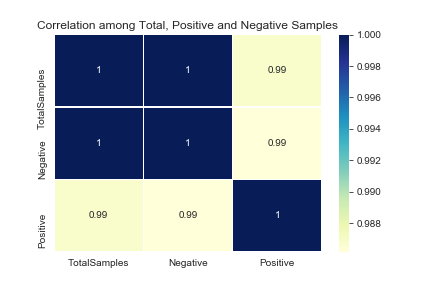 Correlation among Total, Positive and Negative Samples
TotalSamples
Negative
Positive
1
1
0.99
1
1
0.99
0.99
0.99
1
TotalSamples
Negative
Positive
1.000
0.998
0.996
0.994
0.992
0.990
0.988